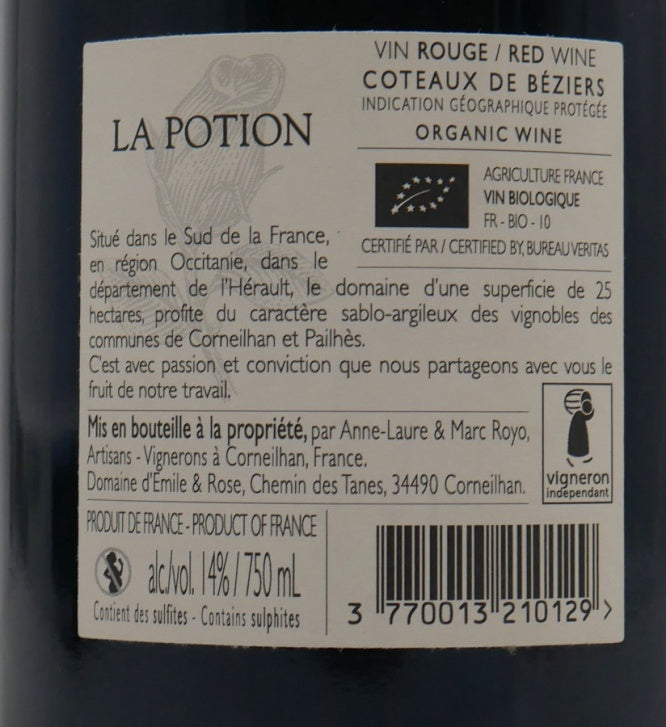 LA POTION
VIN ROUGE / RED WINE
COTEAUX DE BÉZIERS
INDICATION GÉOGRAPHIQUE PROTÉGÉE
ORGANIC WINE
AGRICULTURE FRANCE
VIN BIOLOGIQUE
FR - BIO - 10
CERTIFIÉ PAR / CERTIFIED BY, BUREAU VERITAS
Situé dans le Sud de la France,
en région Occitanie, dans le
département de l'Hérault, le domaine d'une superficie de 25
hectares, profite du caractère sablo-argileux des vignobles des
communes de Corneilhan et Pailhès.
C'est avec passion et conviction que nous partageons avec vous le
fruit de notre travail.
Mis en bouteille à la propriété, par Anne-Laure & Marc Royo,
Artisans - Vignerons à Corneilhan, France.
Domaine d'Émile & Rose, Chemin des Tanes, 34490 Corneilhan.
vigneron
indépendant
PRODUIT DE FRANCE - PRODUCT OF FRANCE
alc./vol. 14% / 750 mL
Contient des sulfites - Contains sulphites
3 770013 210129 >